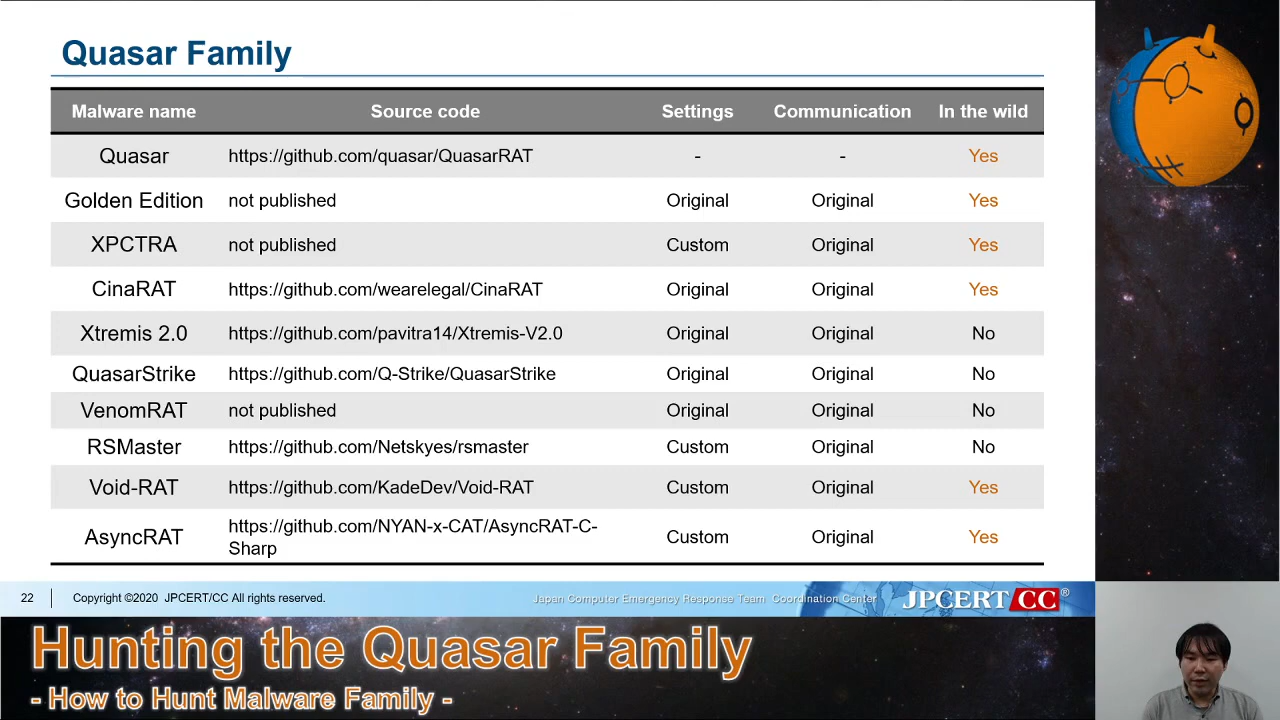 Quasar Family
Malware name Source code Settings Communication In the wild
Quasar https://github.com/quasar/QuasarRAT - - Yes
Golden Edition not published Original Original Yes
XPCTRA not published Custom Original Yes
CinaRAT https://github.com/wearelegal/CinaRAT Original Original Yes
Xtremis 2.0 https://github.com/pavitra14/Xtremis-V2.0 Original Original No
QuasarStrike https://github.com/Q-Strike/QuasarStrike Original Original No
VenomRAT not published Original Original No
RSMaster https://github.com/Netskyes/rsmaster Custom Original No
Void-RAT https://github.com/KadeDev/Void-RAT Custom Original Yes
AsyncRAT https://github.com/NYAN-x-CAT/AsyncRAT-C-
Sharp Custom Original Yes
22 Copyright ©2020 JPCERT/CC All rights reserved. Japan Computer Emergency Response Team Coordination Center JPCERT CC®
Hunting the Quasar Family
- How to Hunt Malware Family -